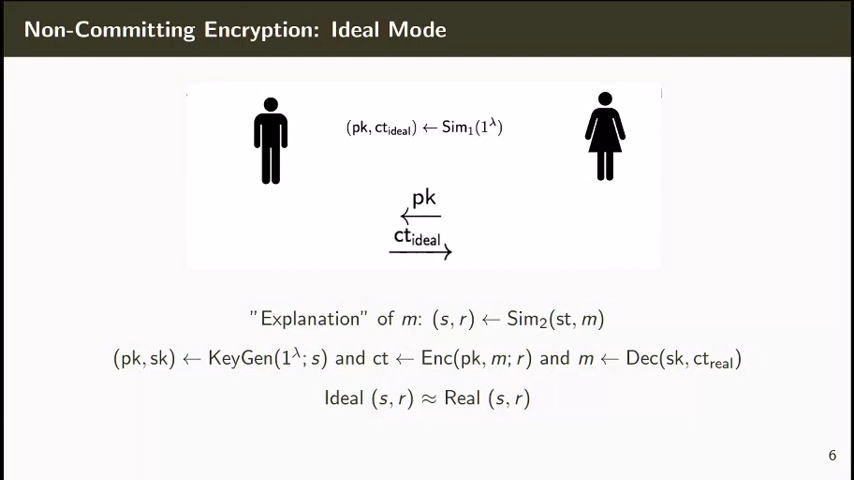 Non-Committing Encryption: Ideal Mode
(pk, ct_ideal) ← Sim₁(1^λ)
pk
ct_ideal
"Explanation" of m: (s, r) ← Sim₂(st, m)
(pk, sk) ← KeyGen(1^λ; s) and ct ← Enc(pk, m; r) and m ← Dec(sk, ct_real)
Ideal (s, r) ≈ Real (s, r)
6